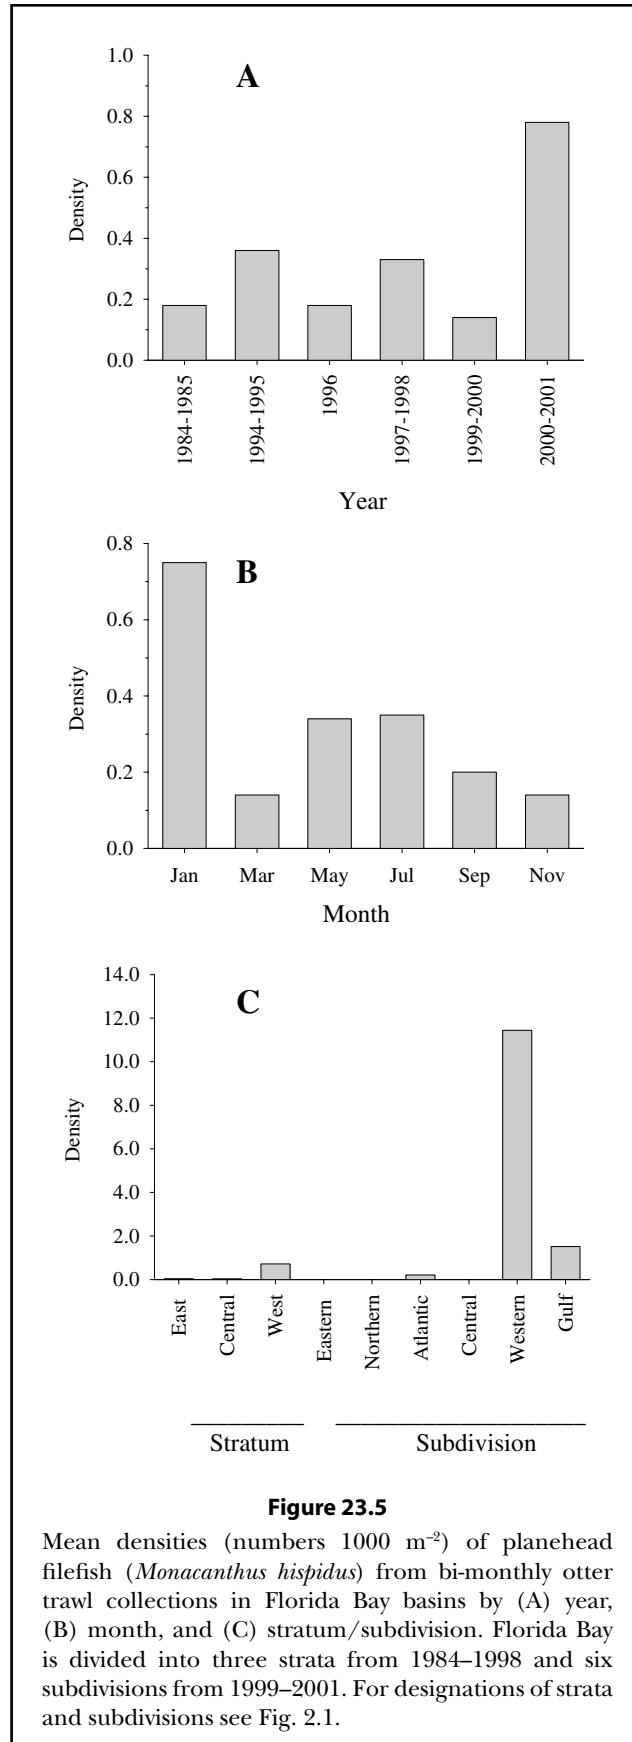 A
1.0
0.8
0.6
0.4
0.2
0.0
Density
1984-1985
1994-1995
1996
1997-1998
1999-2000
2000-2001
Year
B
0.8
0.6
0.4
0.2
0.0
Density
Jan Mar May Jul Sep Nov
Month
C
14.0
12.0
10.0
8.0
6.0
4.0
2.0
0.0
Density
East
Central
West
Eastern
Northern
Atlantic
Central
Western
Gulf
Stratum Subdivision
Figure 23.5
Mean densities (numbers 1000 m⁻²) of planehead
filefish (Monacanthus hispidus) from bi-monthly otter
trawl collections in Florida Bay basins by (A) year,
(B) month, and (C) stratum/subdivision. Florida Bay
is divided into three strata from 1984–1998 and six
subdivisions from 1999–2001. For designations of strata
and subdivisions see Fig. 2.1.